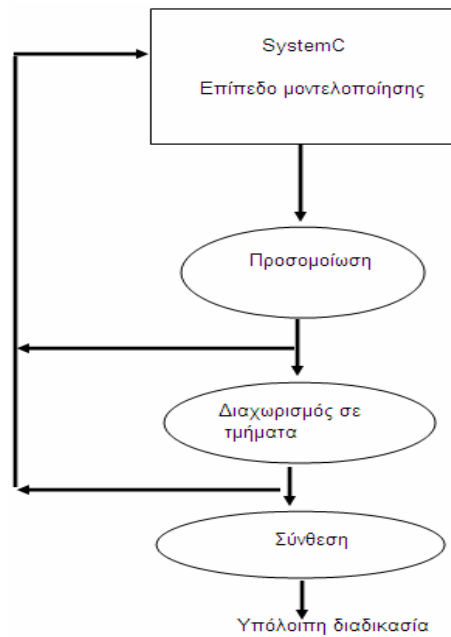 SystemC
Επίπεδο μοντελοποίησης
Προσομοίωση
Διαχωρισμός σε
τμήματα
Σύνθεση
Υπόλοιπη διαδικασία